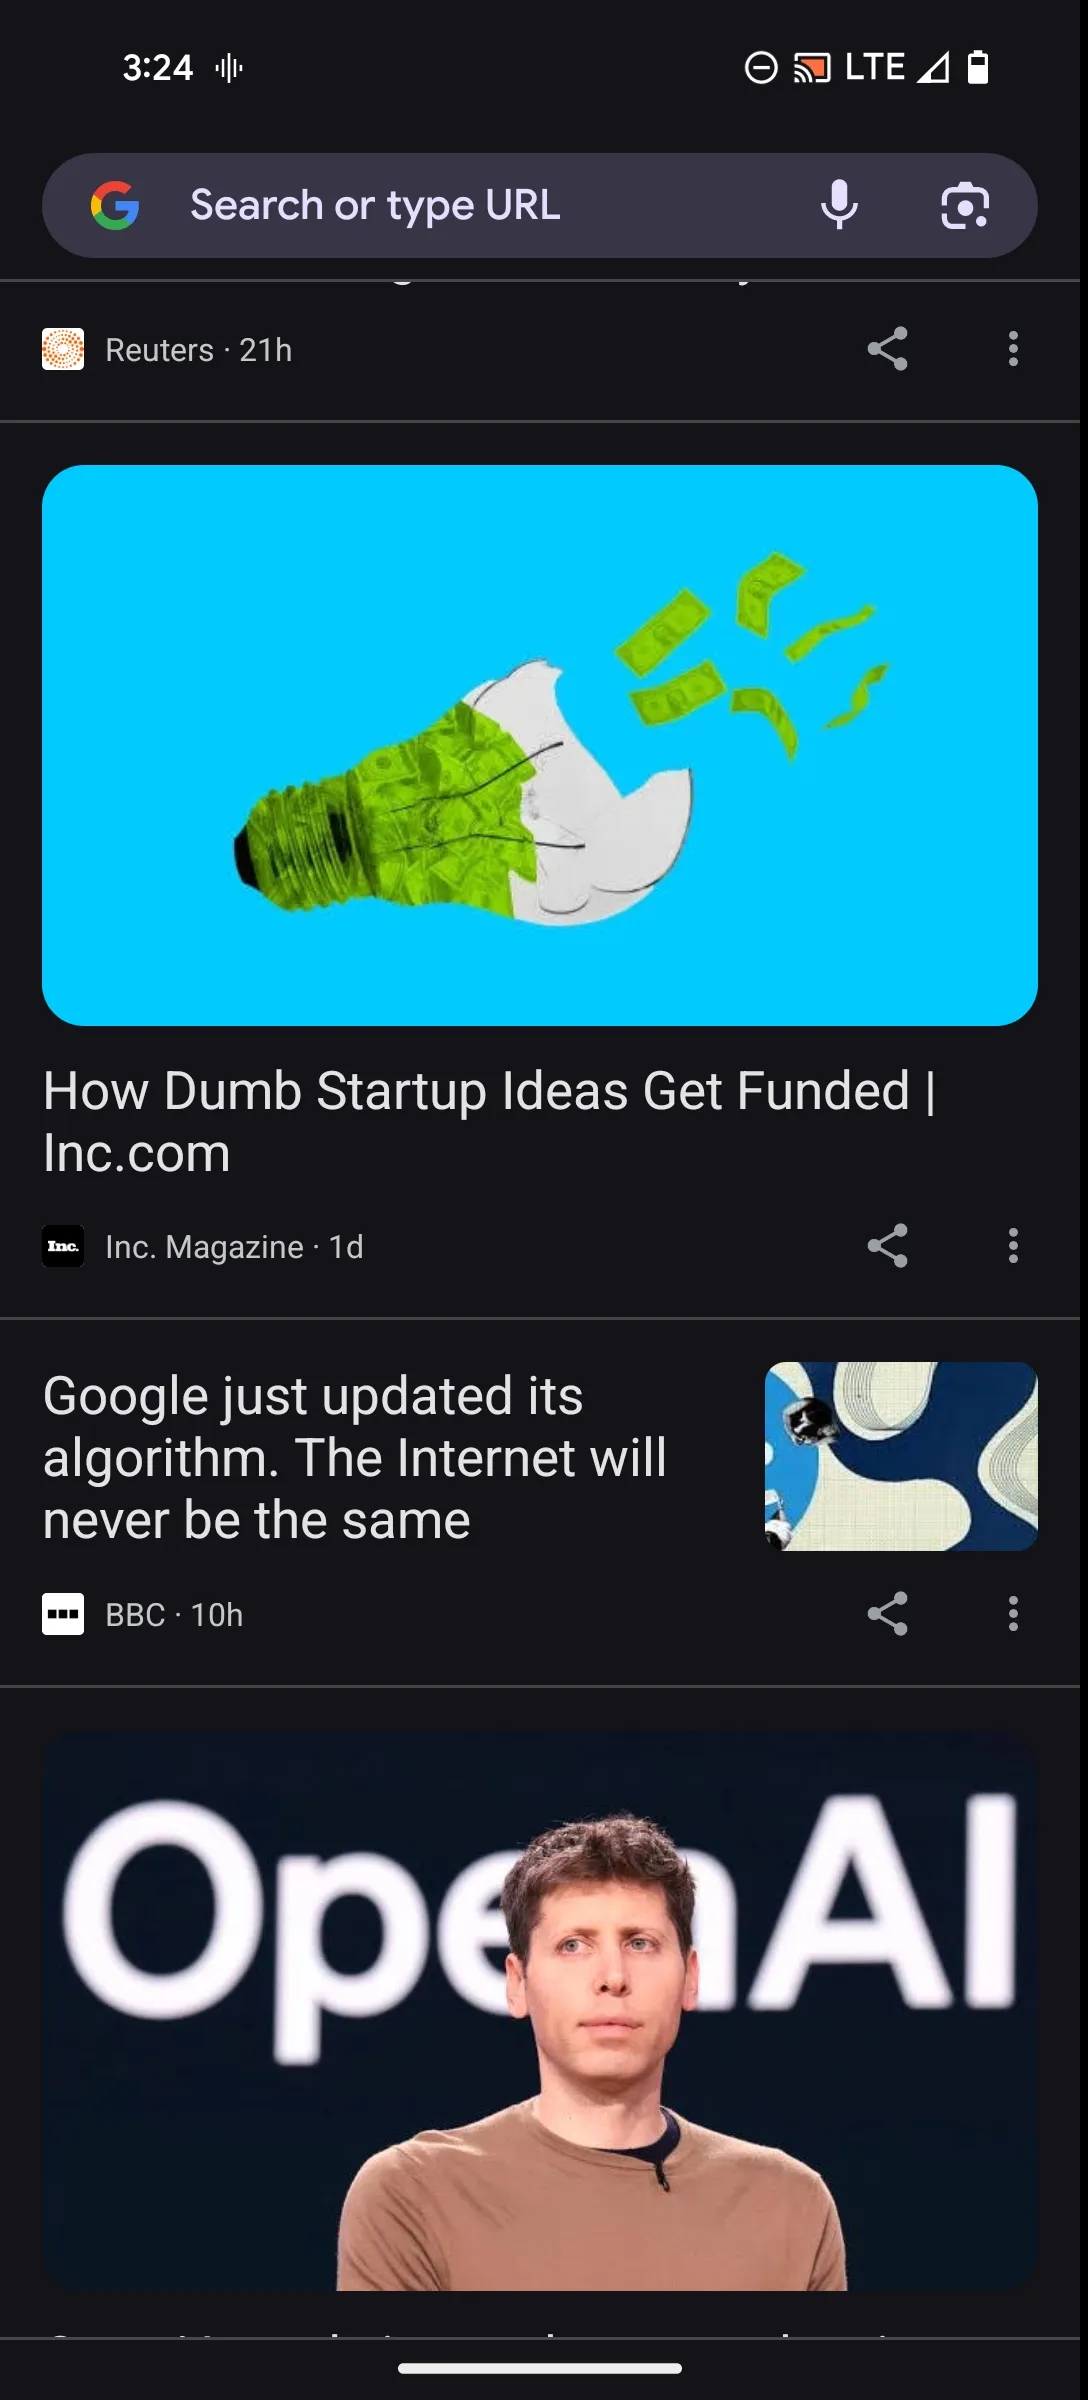 3:24
LTE
Search or type URL
Reuters · 21h
How Dumb Startup Ideas Get Funded |
Inc.com
Inc.
Inc. Magazine · 1d
Google just updated its
algorithm. The Internet will
never be the same
BBC · 10h
OpenAI